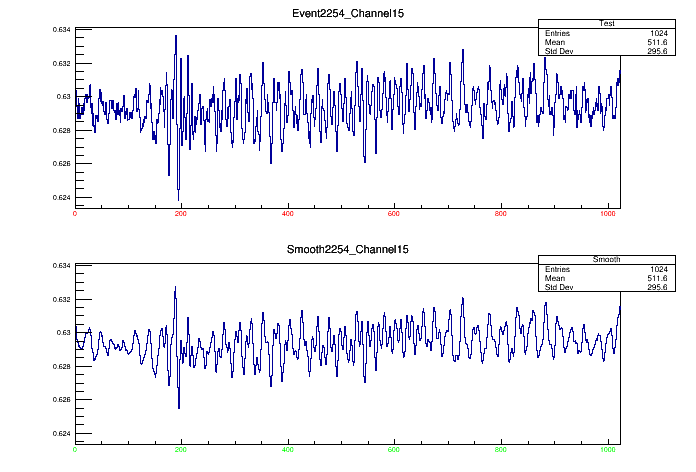 Event2254_Channel15
Test
Entries 1024
Mean 511.6
Std Dev 295.6
0.634
0.632
0.63
0.628
0.626
0.624
0 200 400 600 800 1000
Smooth2254_Channel15
Smooth
Entries 1024
Mean 511.6
Std Dev 295.6
0.634
0.632
0.63
0.628
0.626
0.624
0 200 400 600 800 1000